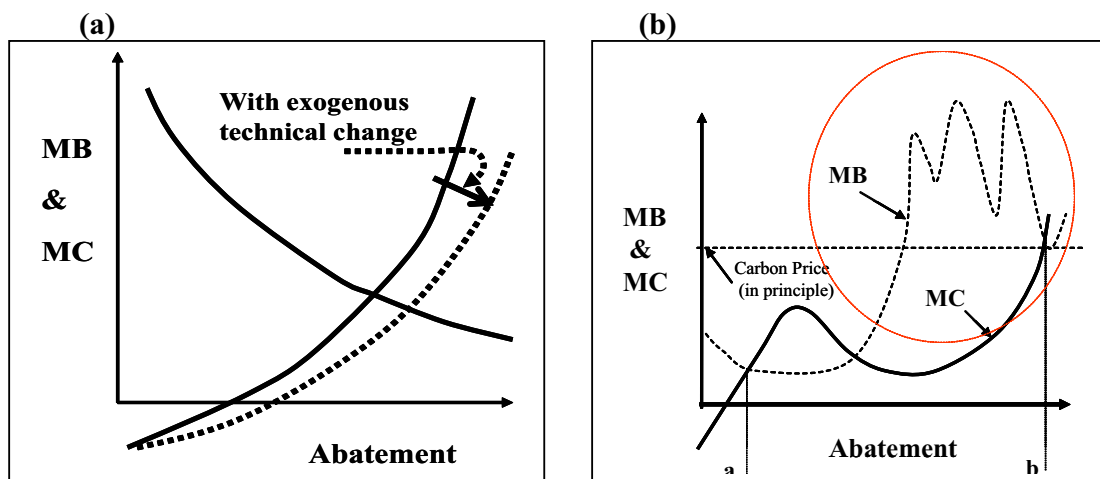 (a)
With exogenous
technical change
MB
&
MC
Abatement
(b)
MB
MB
&
MC
Carbon Price
(in principle)
MC
Abatement
a
b